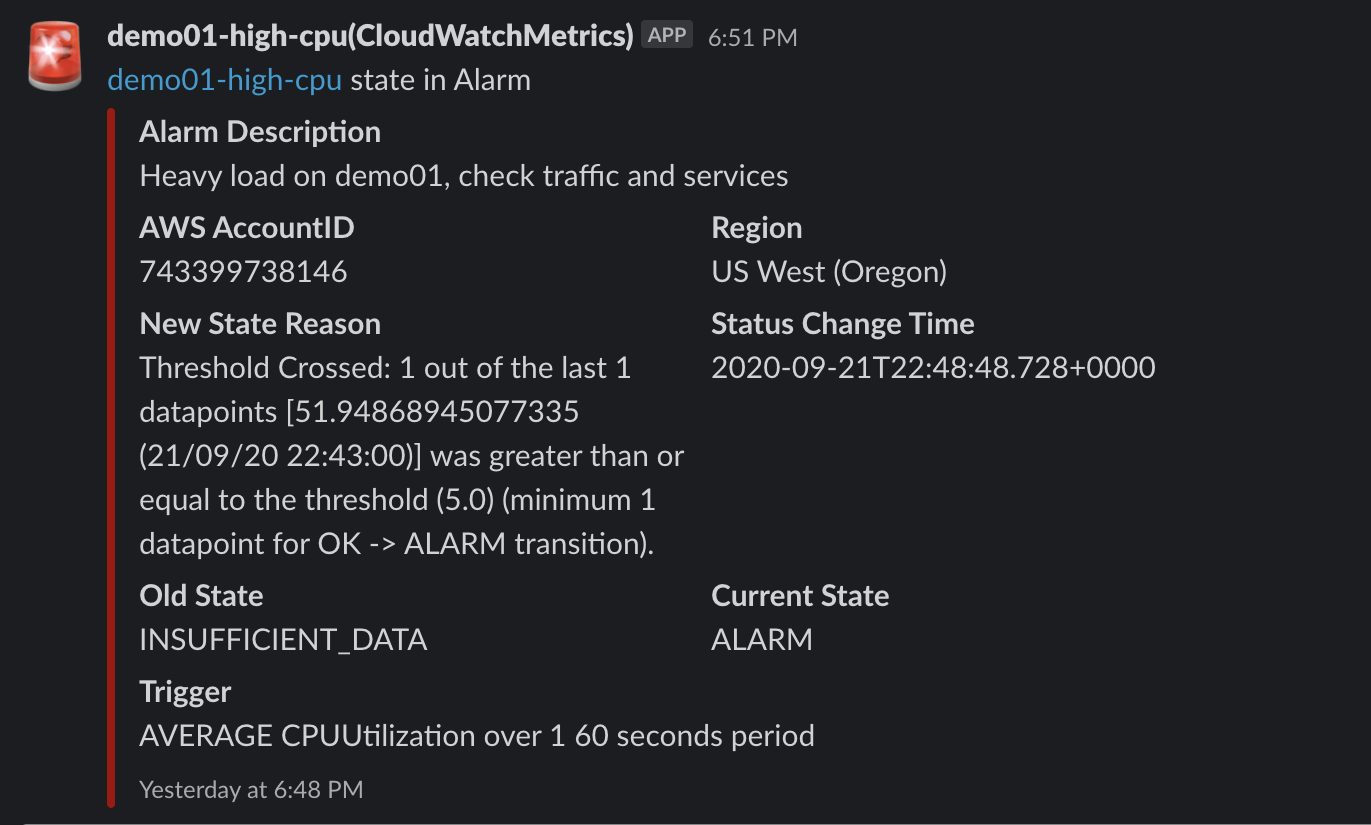 demo01-high-cpu(CloudWatchMetrics) APP 6:51 PM
demo01-high-cpu state in Alarm
Alarm Description
Heavy load on demo01, check traffic and services
AWS AccountID
743399738146
Region
US West (Oregon)
New State Reason
Threshold Crossed: 1 out of the last 1
datapoints [51.94868945077335
(21/09/20 22:43:00)] was greater than or
equal to the threshold (5.0) (minimum 1
datapoint for OK -> ALARM transition).
Status Change Time
2020-09-21T22:48:48.728+0000
Old State
INSUFFICIENT_DATA
Current State
ALARM
Trigger
AVERAGE CPUUtilization over 1 60 seconds period
Yesterday at 6:48 PM